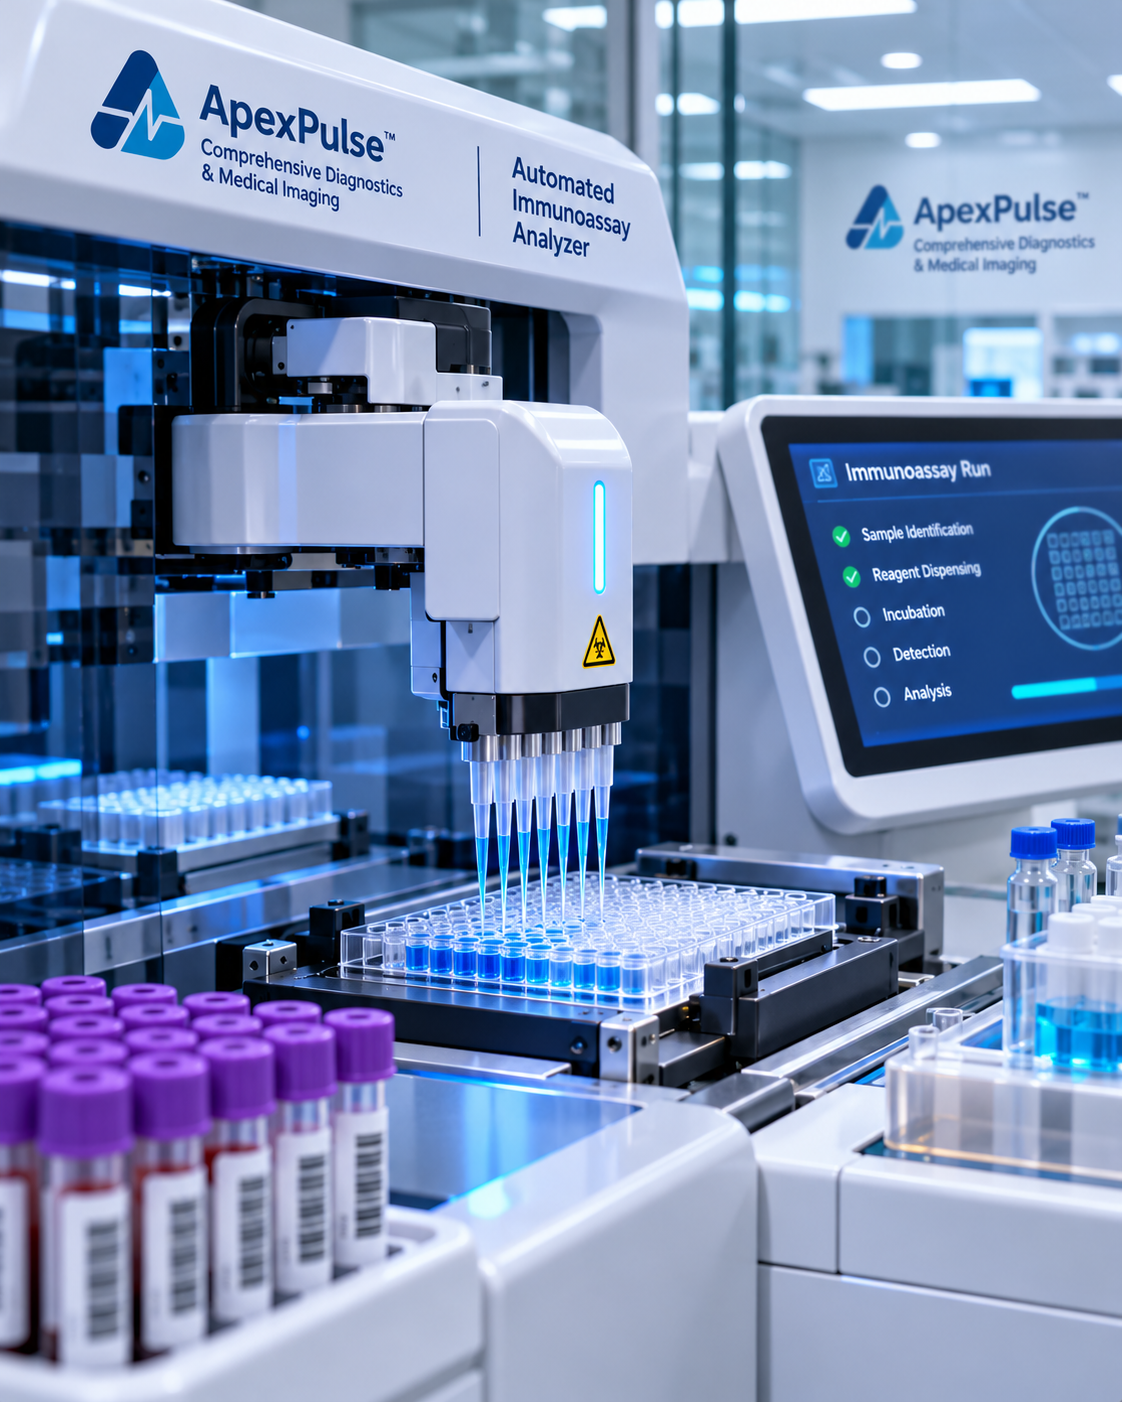 ApexPulse™
Comprehensive Diagnostics
& Medical Imaging
Automated
Immunoassay
Analyzer
ApexPulse™
Comprehensive Diagnostics
& Medical Imaging
Immunoassay Run
Sample Identification
Reagent Dispensing
Incubation
Detection
Analysis